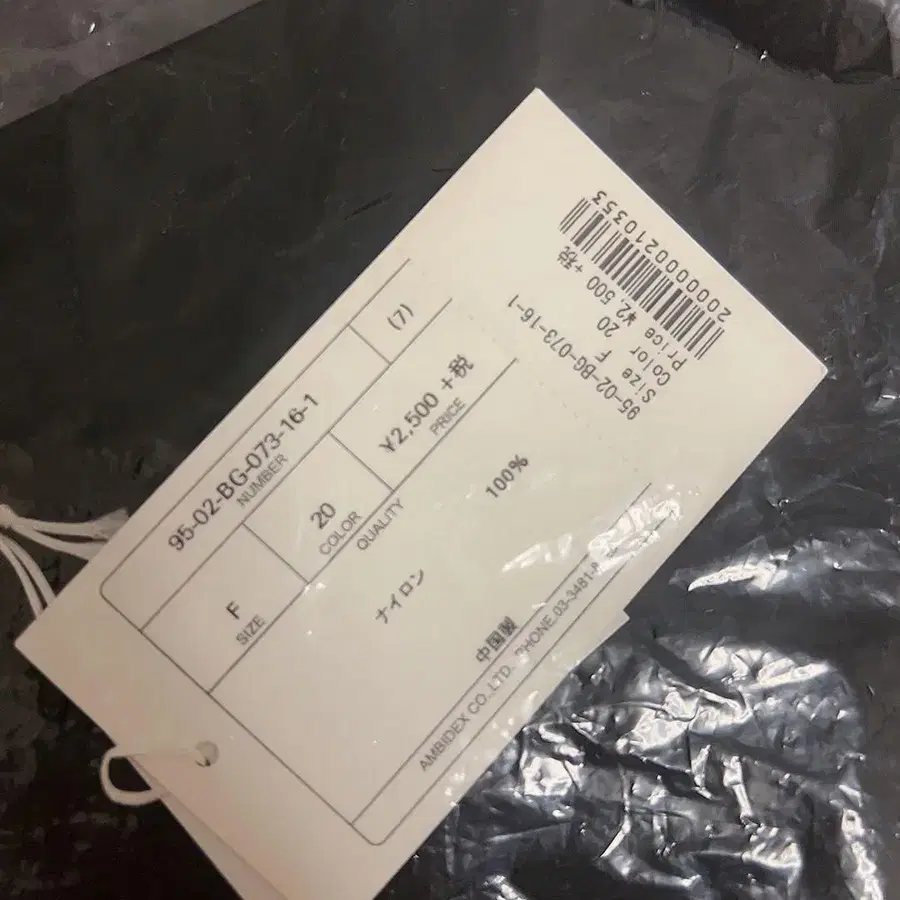 95-02-BG-073-16-1 (7)
NUMBER
F 20 ¥2,500 +税
SIZE COLOR PRICE
QUALITY
ナイロン 100%
中国製
AMBIDEX CO.,LTD. PHONE.03-3481-
95-02-BG-073-16-1
Size F
Color 20
Price ¥2,500 +税
2000000210353